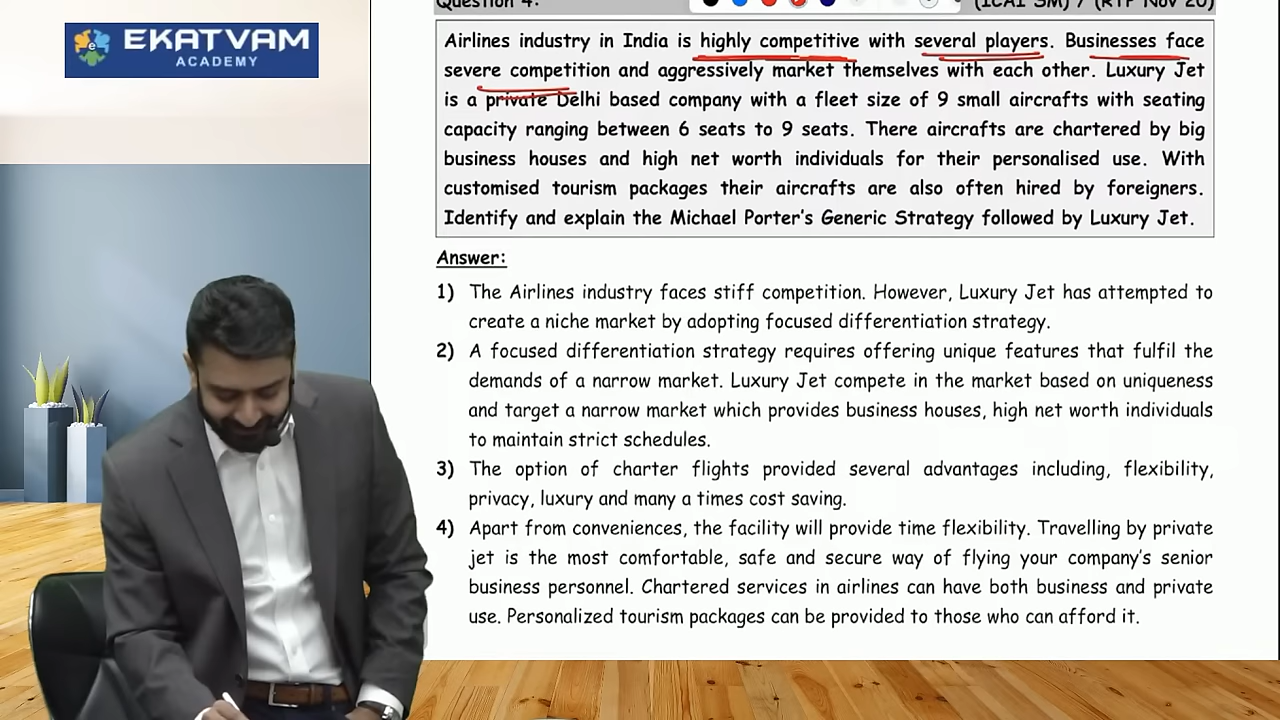 EKATVAM
ACADEMY
Question 4:
(ICAI SM) / (RTP Nov 20)
Airlines industry in India is highly competitive with several players. Businesses face
severe competition and aggressively market themselves with each other. Luxury Jet
is a private Delhi based company with a fleet size of 9 small aircrafts with seating
capacity ranging between 6 seats to 9 seats. There aircrafts are chartered by big
business houses and high net worth individuals for their personalised use. With
customised tourism packages their aircrafts are also often hired by foreigners.
Identify and explain the Michael Porter's Generic Strategy followed by Luxury Jet.
Answer:
1) The Airlines industry faces stiff competition. However, Luxury Jet has attempted to
create a niche market by adopting focused differentiation strategy.
2) A focused differentiation strategy requires offering unique features that fulfil the
demands of a narrow market. Luxury Jet compete in the market based on uniqueness
and target a narrow market which provides business houses, high net worth individuals
to maintain strict schedules.
3) The option of charter flights provided several advantages including, flexibility,
privacy, luxury and many a times cost saving.
4) Apart from conveniences, the facility will provide time flexibility. Travelling by private
jet is the most comfortable, safe and secure way of flying your company's senior
business personnel. Chartered services in airlines can have both business and private
use. Personalized tourism packages can be provided to those who can afford it.